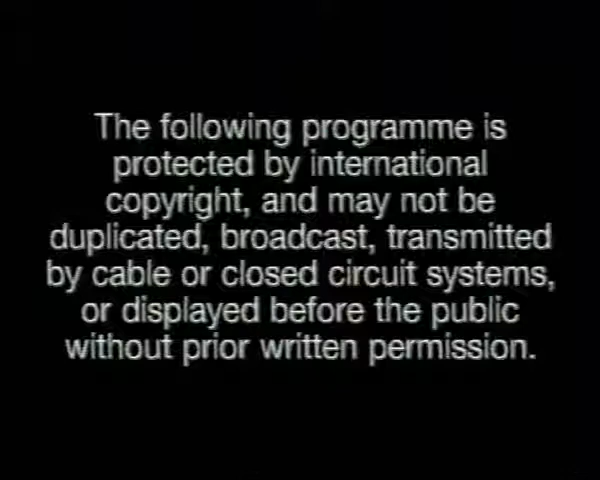 The following programme is
protected by international
copyright, and may not be
duplicated, broadcast, transmitted
by cable or closed circuit systems,
or displayed before the public
without prior written permission.